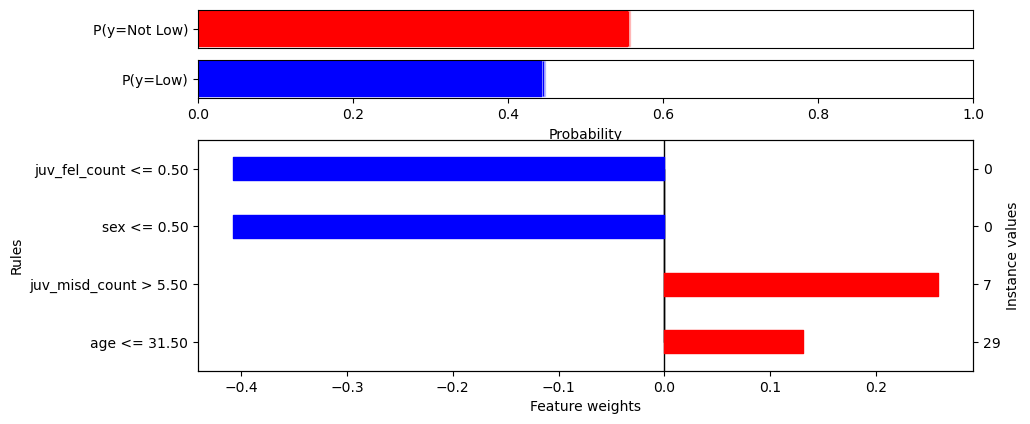 P(y=Not Low)
P(y=Low)
0.0 0.2 0.4 0.6 0.8 1.0
Probability
juv_fel_count <= 0.50 0
sex <= 0.50 0
juv_misd_count > 5.50 7
age <= 31.50 29
Rules
Instance values
−0.4 −0.3 −0.2 −0.1 0.0 0.1 0.2
Feature weights